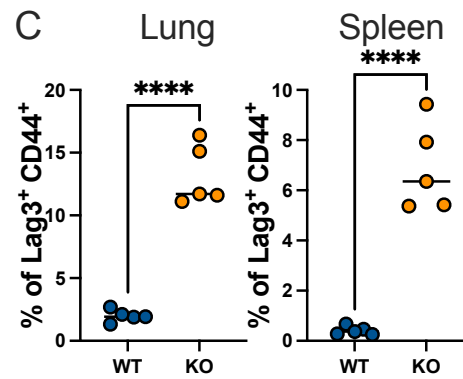 C
Lung
Spleen
****
****
% of Lag3⁺ CD44⁺
20
15
10
5
0
WT
KO
% of Lag3⁺ CD44⁺
10
8
6
4
2
0
WT
KO